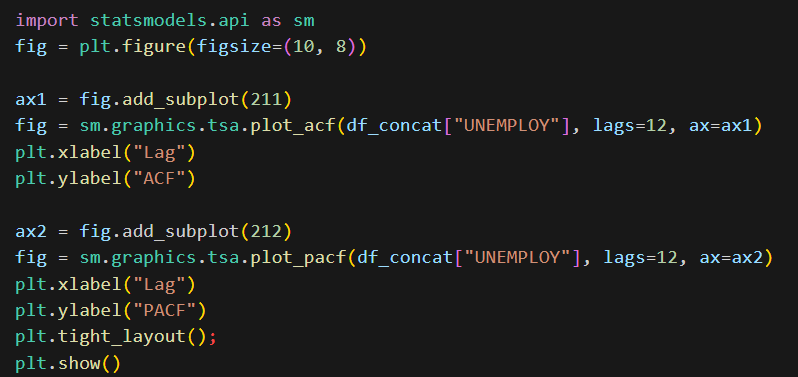 import statsmodels.api as sm
fig = plt.figure(figsize=(10, 8))
ax1 = fig.add_subplot(211)
fig = sm.graphics.tsa.plot_acf(df_concat["UNEMPLOY"], lags=12, ax=ax1)
plt.xlabel("Lag")
plt.ylabel("ACF")
ax2 = fig.add_subplot(212)
fig = sm.graphics.tsa.plot_pacf(df_concat["UNEMPLOY"], lags=12, ax=ax2)
plt.xlabel("Lag")
plt.ylabel("PACF")
plt.tight_layout();
plt.show()